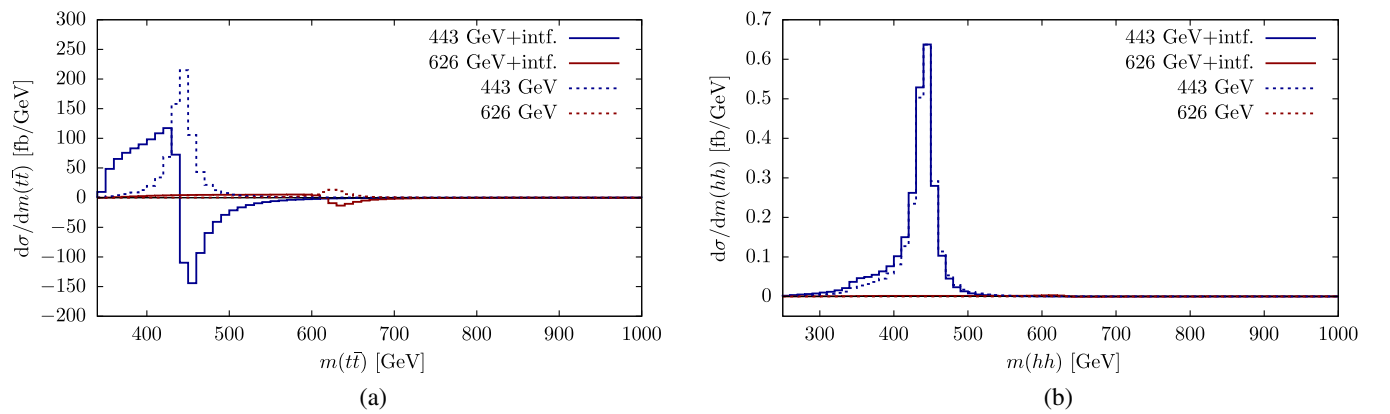 300
250
200
150
100
50
0
−50
−100
−150
−200
dσ/dm(tt̅) [fb/GeV]
443 GeV+intf.
626 GeV+intf.
443 GeV
626 GeV
400 500 600 700 800 900 1000
m(tt̅) [GeV]
(a)
0.7
0.6
0.5
0.4
0.3
0.2
0.1
0
dσ/dm(hh) [fb/GeV]
443 GeV+intf.
626 GeV+intf.
443 GeV
626 GeV
300 400 500 600 700 800 900 1000
m(hh) [GeV]
(b)